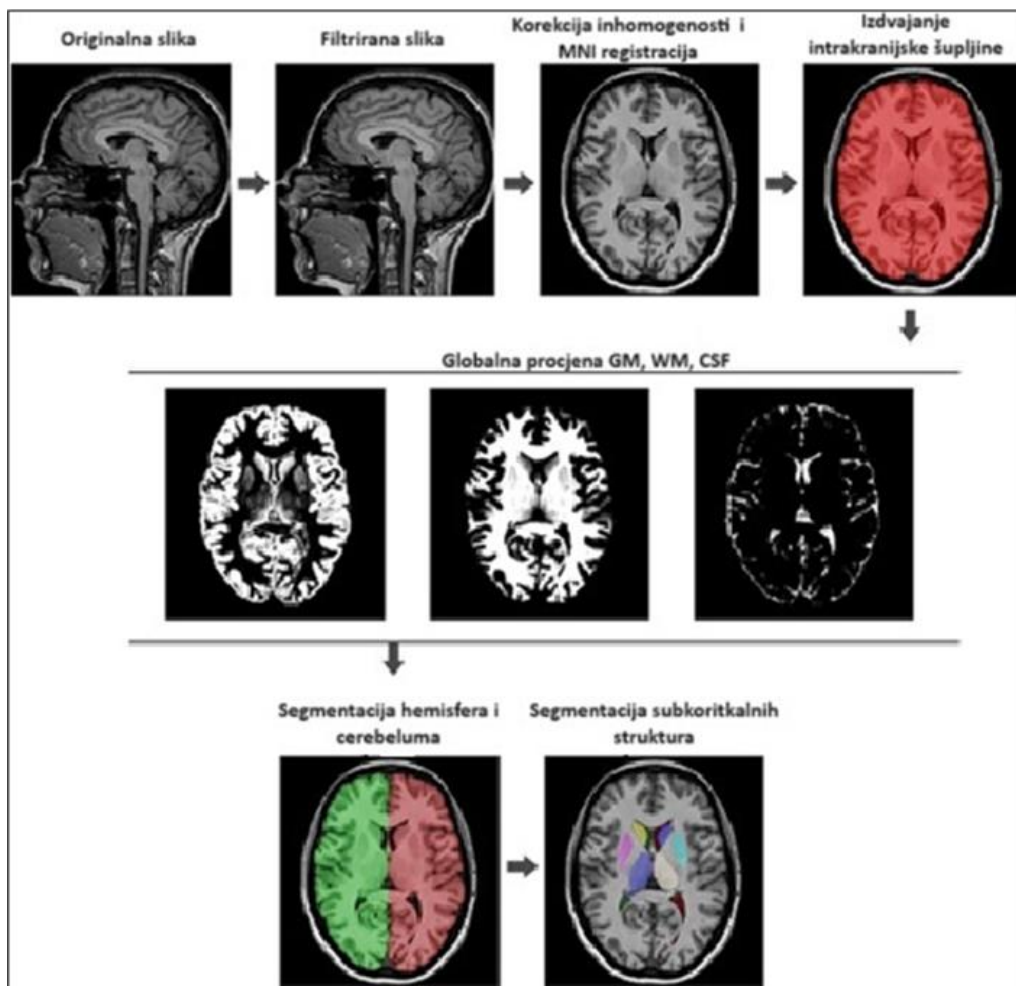 Originalna slika
Filtrirana slika
Korekcija inhomogenosti i
MNI registracija
Izdvajanje
intrakranijske šupljine
Globalna procjena GM, WM, CSF
Segmentacija hemisfera i
cerebeluma
Segmentacija subkoritkalnih
struktura